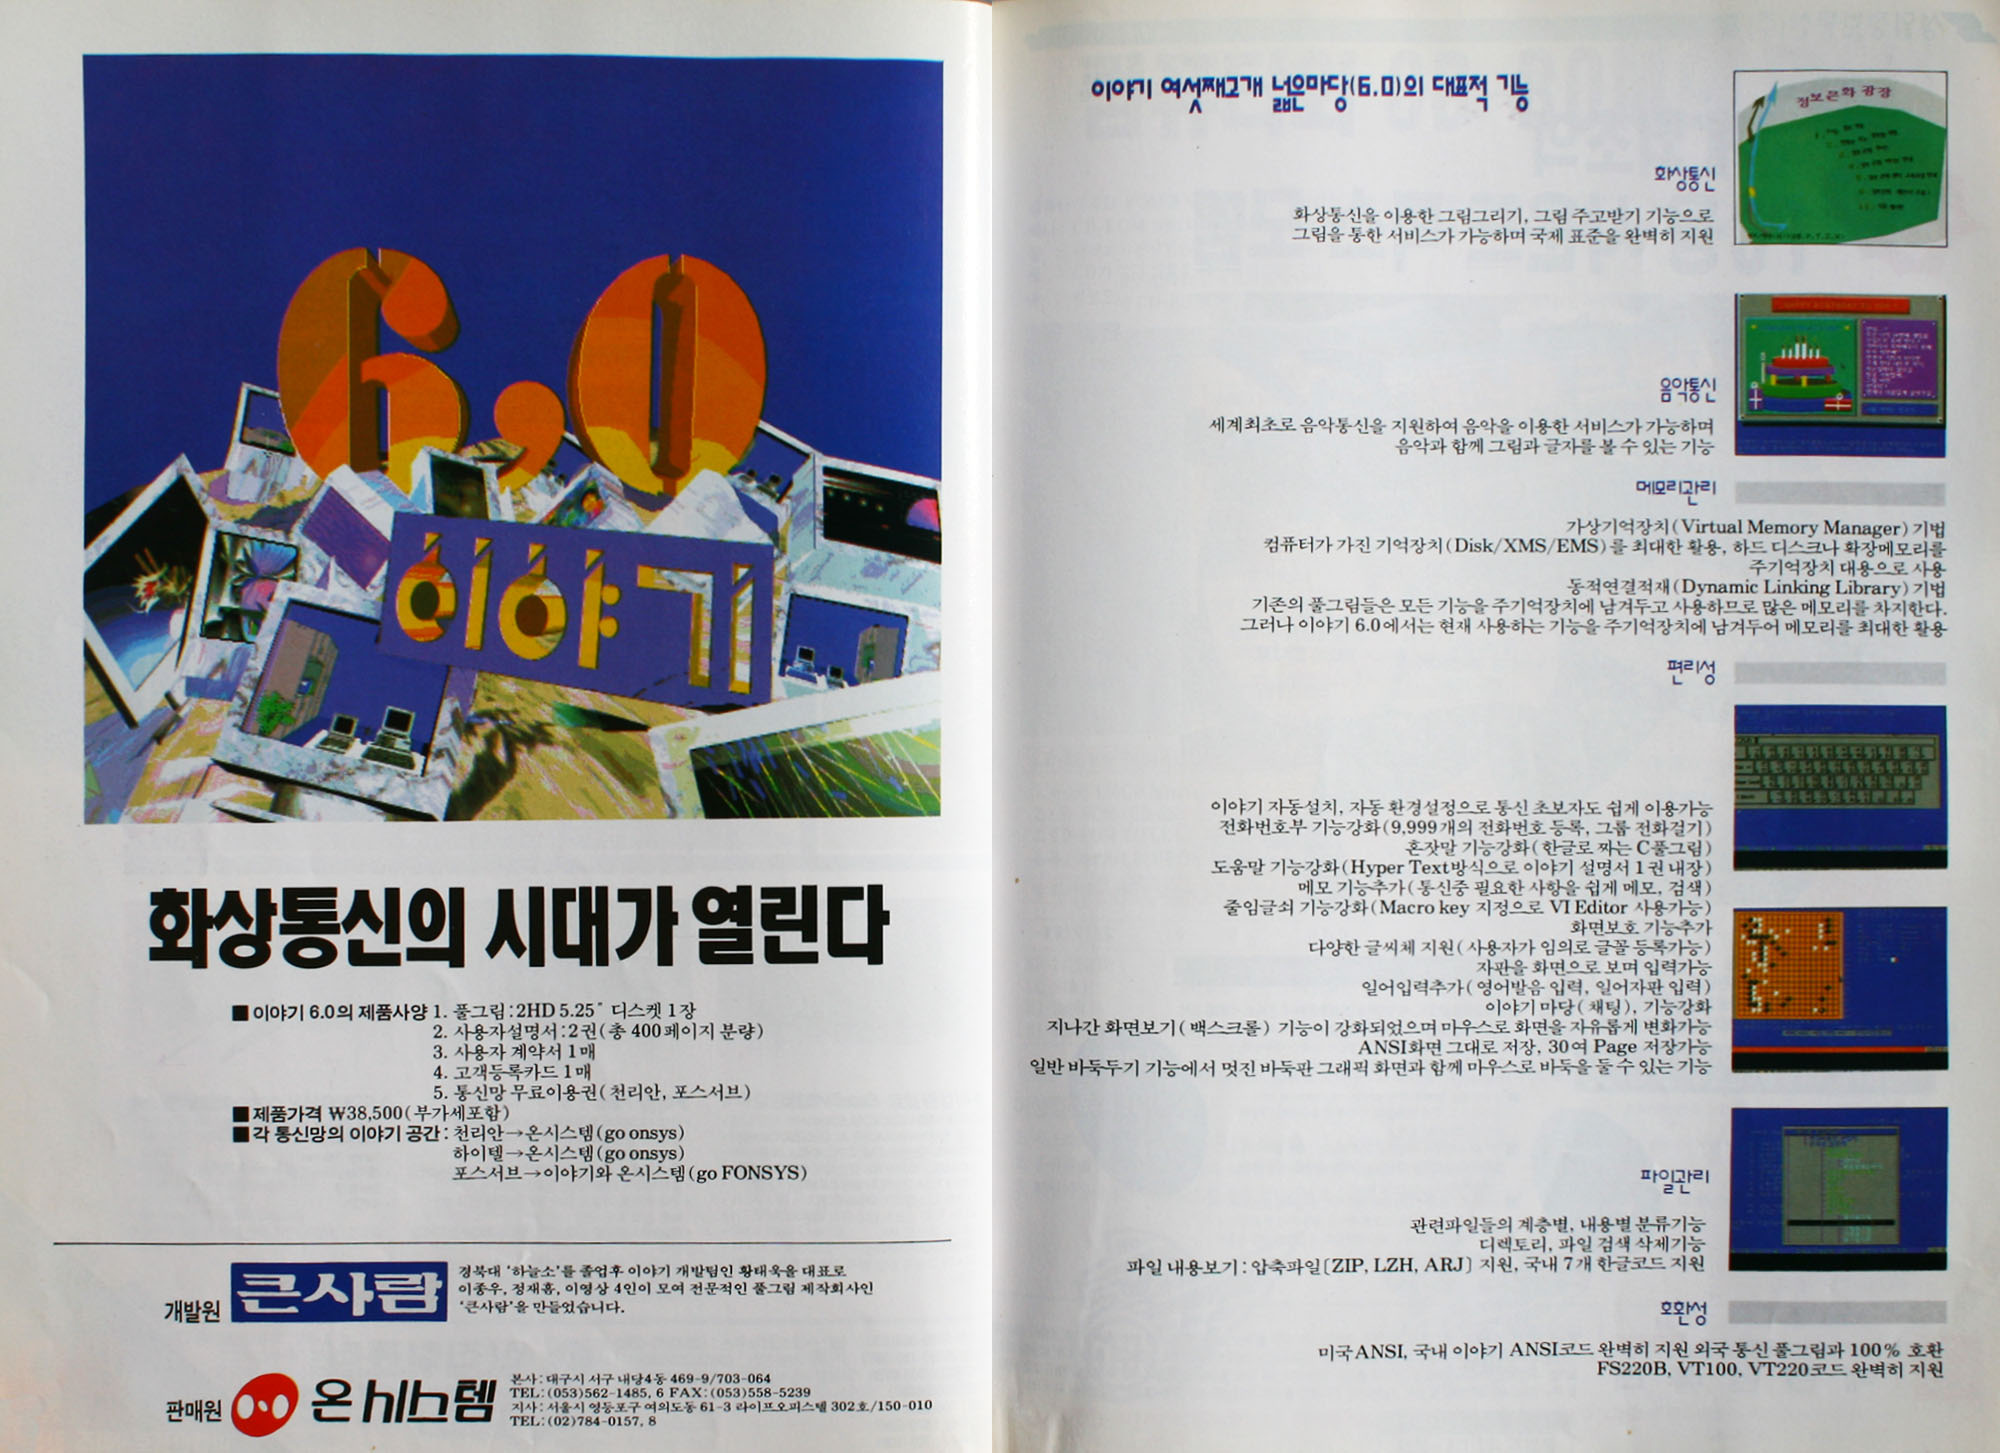 6.0
이야기
화상통신의 시대가 열린다
■ 이야기 6.0의 제품사양 1. 풀그림:2HD 5.25″ 디스켓 1장
2. 사용자설명서:2권(총 400페이지 분량)
3. 사용자 계약서 1매
4. 고객등록카드 1매
5. 통신망 무료이용권(천리안, 포스서브)
■ 제품가격 ₩38,500(부가세포함)
■ 각 통신망의 이야기 공간: 천리안→온시스템(go onsys)
하이텔→온시스템(go onsys)
포스서브→이야기와 온시스템(go FONSYS)
개발원 큰사람
경북대 '하늘소'를 졸업후 이야기 개발팀인 황태욱을 대표로
이종우, 정재흠, 이영상 4인이 모여 전문적인 풀그림 제작회사인
'큰사람'을 만들었습니다.
판매원 온시스템
본사: 대구시 서구 내당4동 469-9/703-064
TEL:(053)562-1485, 6 FAX:(053)558-5239
지사: 서울시 영등포구 여의도동 61-3 라이프오피스텔 302호/150-010
TEL:(02)784-0157, 8
이야기 여섯째고개 넓은마당(6.0)의 대표적 기능
정보문화 광장
화상통신
화상통신을 이용한 그림그리기, 그림 주고받기 기능으로
그림을 통한 서비스가 가능하며 국제 표준을 완벽히 지원
음악통신
세계최초로 음악통신을 지원하여 음악을 이용한 서비스가 가능하며
음악과 함께 그림과 글자를 볼 수 있는 기능
메모리관리
가상기억장치(Virtual Memory Manager)기법
컴퓨터가 가진 기억장치(Disk/XMS/EMS)를 최대한 활용, 하드 디스크나 확장메모리를
주기억장치 대용으로 사용
동적연결적재(Dynamic Linking Library)기법
기존의 풀그림들은 모든 기능을 주기억장치에 남겨두고 사용하므로 많은 메모리를 차지한다.
그러나 이야기 6.0에서는 현재 사용하는 기능을 주기억장치에 남겨두어 메모리를 최대한 활용
편리성
이야기 자동설치, 자동 환경설정으로 통신 초보자도 쉽게 이용가능
전화번호부 기능강화(9,999개의 전화번호 등록, 그룹 전화걸기)
혼잣말 기능강화(한글로 짜는 C풀그림)
도움말 기능강화(Hyper Text방식으로 이야기 설명서 1권 내장)
메모 기능추가(통신중 필요한 사항을 쉽게 메모, 검색)
줄임글쇠 기능강화(Macro key 지정으로 VI Editor 사용가능)
화면보호 기능추가
다양한 글씨체 지원(사용자가 임의로 글꼴 등록가능)
자판을 화면으로 보며 입력가능
일어입력추가(영어발음 입력, 일어자판 입력)
이야기 마당(채팅), 기능강화
지나간 화면보기(백스크롤) 기능이 강화되었으며 마우스로 화면을 자유롭게 변화가능
ANSI화면 그대로 저장, 30여 Page 저장가능
일반 바둑두기 기능에서 멋진 바둑판 그래픽 화면과 함께 마우스로 바둑을 둘 수 있는 기능
파일관리
관련파일들의 계층별, 내용별 분류기능
디렉토리, 파일 검색 삭제기능
파일 내용보기: 압축파일[ZIP, LZH, ARJ] 지원, 국내 7개 한글코드 지원
호환성
미국ANSI, 국내 이야기 ANSI코드 완벽히 지원 외국 통신 풀그림과 100% 호환
FS220B, VT100, VT220코드 완벽히 지원